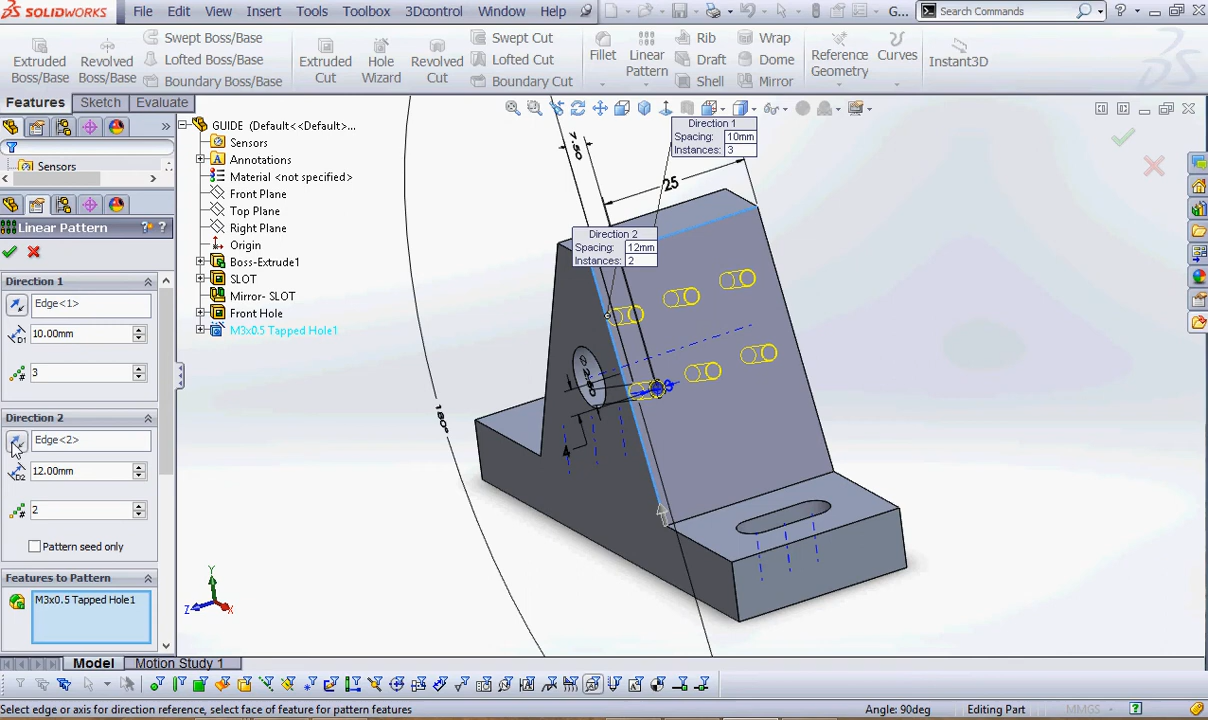 SOLIDWORKS File Edit View Insert Tools Toolbox 3Dcontrol Window Help G... Search Commands
Extruded Boss/Base Revolved Boss/Base Swept Boss/Base Lofted Boss/Base Boundary Boss/Base Extruded Cut Hole Wizard Revolved Cut Swept Cut Lofted Cut Boundary Cut Fillet Linear Pattern Rib Draft Shell Wrap Dome Mirror Reference Geometry Curves Instant3D
Features Sketch Evaluate
Sensors
Linear Pattern
Direction 1
Edge<1>
10.00mm
3
Direction 2
Edge<2>
12.00mm
2
Pattern seed only
Features to Pattern
M3x0.5 Tapped Hole1
GUIDE (Default<<Default>...
Sensors
Annotations
Material <not specified>
Front Plane
Top Plane
Right Plane
Origin
Boss-Extrude1
SLOT
Mirror- SLOT
Front Hole
M3x0.5 Tapped Hole1
Direction 1
Spacing: 10mm
Instances: 3
7.50
25
Direction 2
Spacing: 12mm
Instances: 2
4
180°
Y
Z X
Model Motion Study 1
Select edge or axis for direction reference, select face of feature for pattern features Angle: 90deg Editing Part MMGS